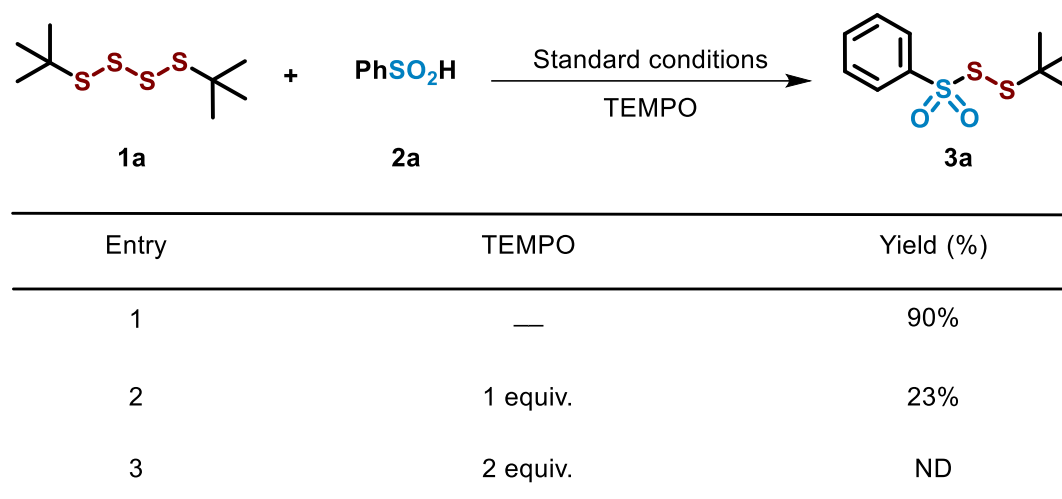 S S S S + PhSO2H Standard conditions TEMPO S S S O O
1a 2a 3a
Entry TEMPO Yield (%)
1 — 90%
2 1 equiv. 23%
3 2 equiv. ND